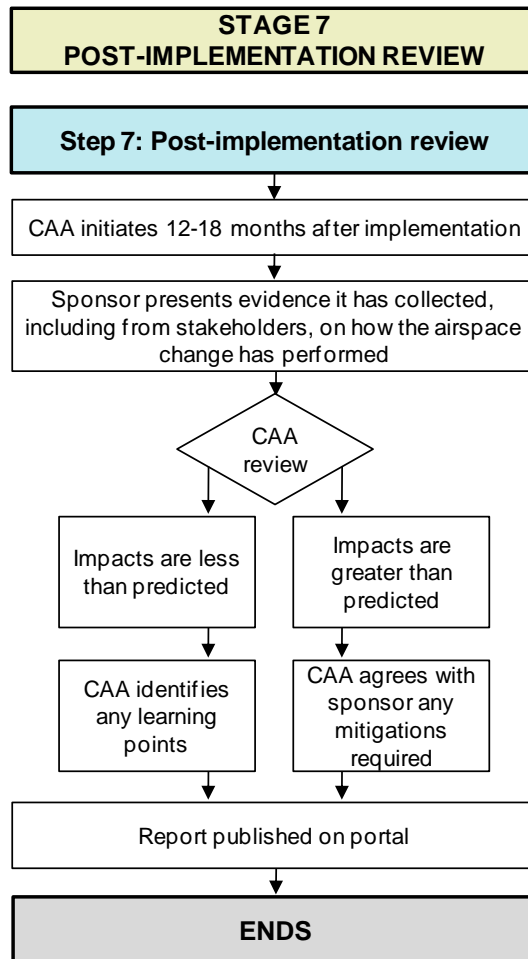 STAGE 7
POST-IMPLEMENTATION REVIEW
Step 7: Post-implementation review
CAA initiates 12-18 months after implementation
Sponsor presents evidence it has collected,
including from stakeholders, on how the airspace
change has performed
CAA
review
Impacts are less
than predicted
Impacts are
greater than
predicted
CAA identifies
any learning
points
CAA agrees with
sponsor any
mitigations
required
Report published on portal
ENDS